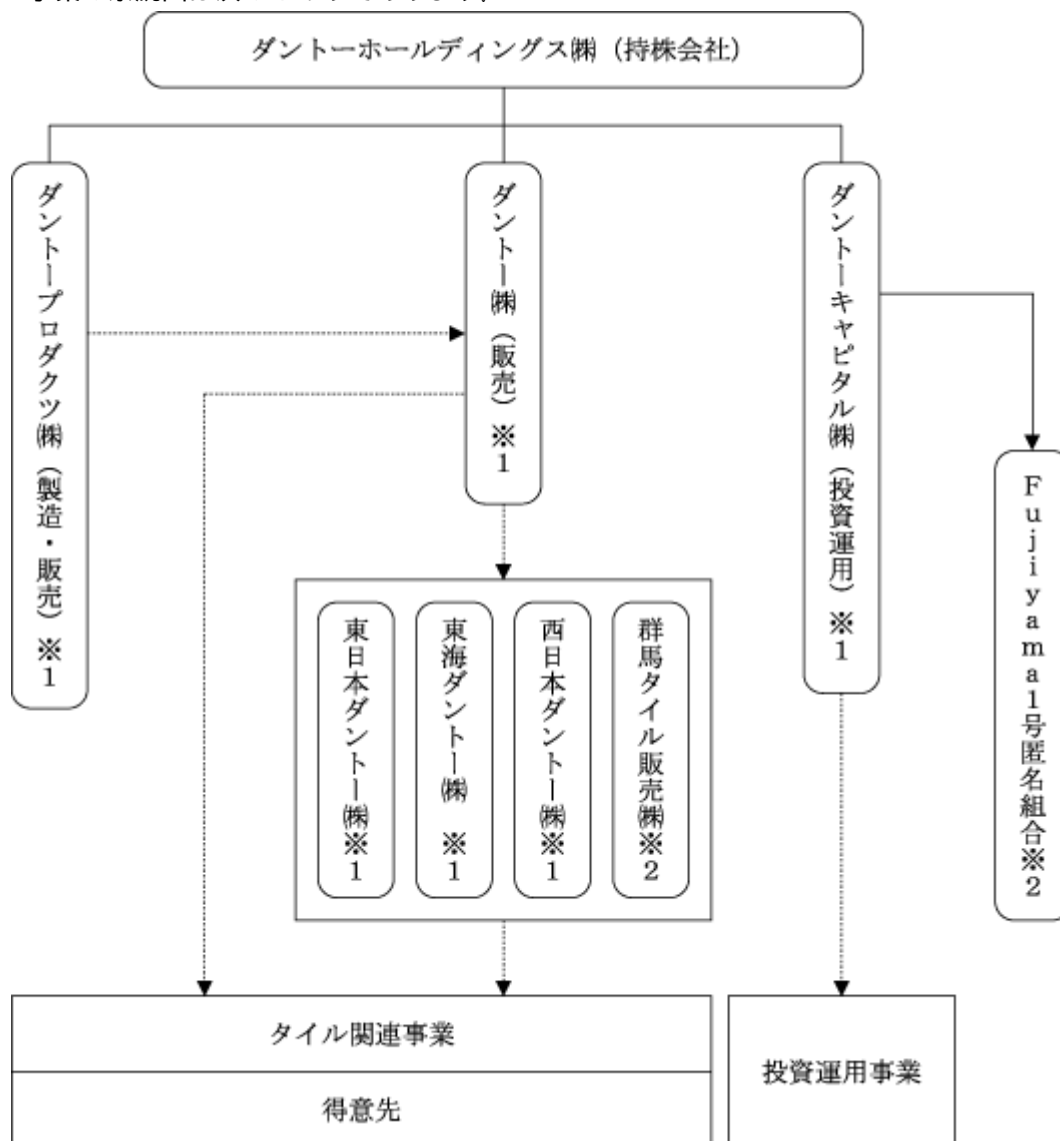 ダントーホールディングス㈱（持株会社）
ダントープロダクツ㈱（製造・販売）※1
ダントー㈱（販売）※1
ダントーキャピタル㈱（投資運用）※1
Fujiyama1号匿名組合※2
東日本ダントー㈱※1
東海ダントー㈱　※1
西日本ダントー㈱※1
群馬タイル販売㈱※2
タイル関連事業
得意先
投資運用事業